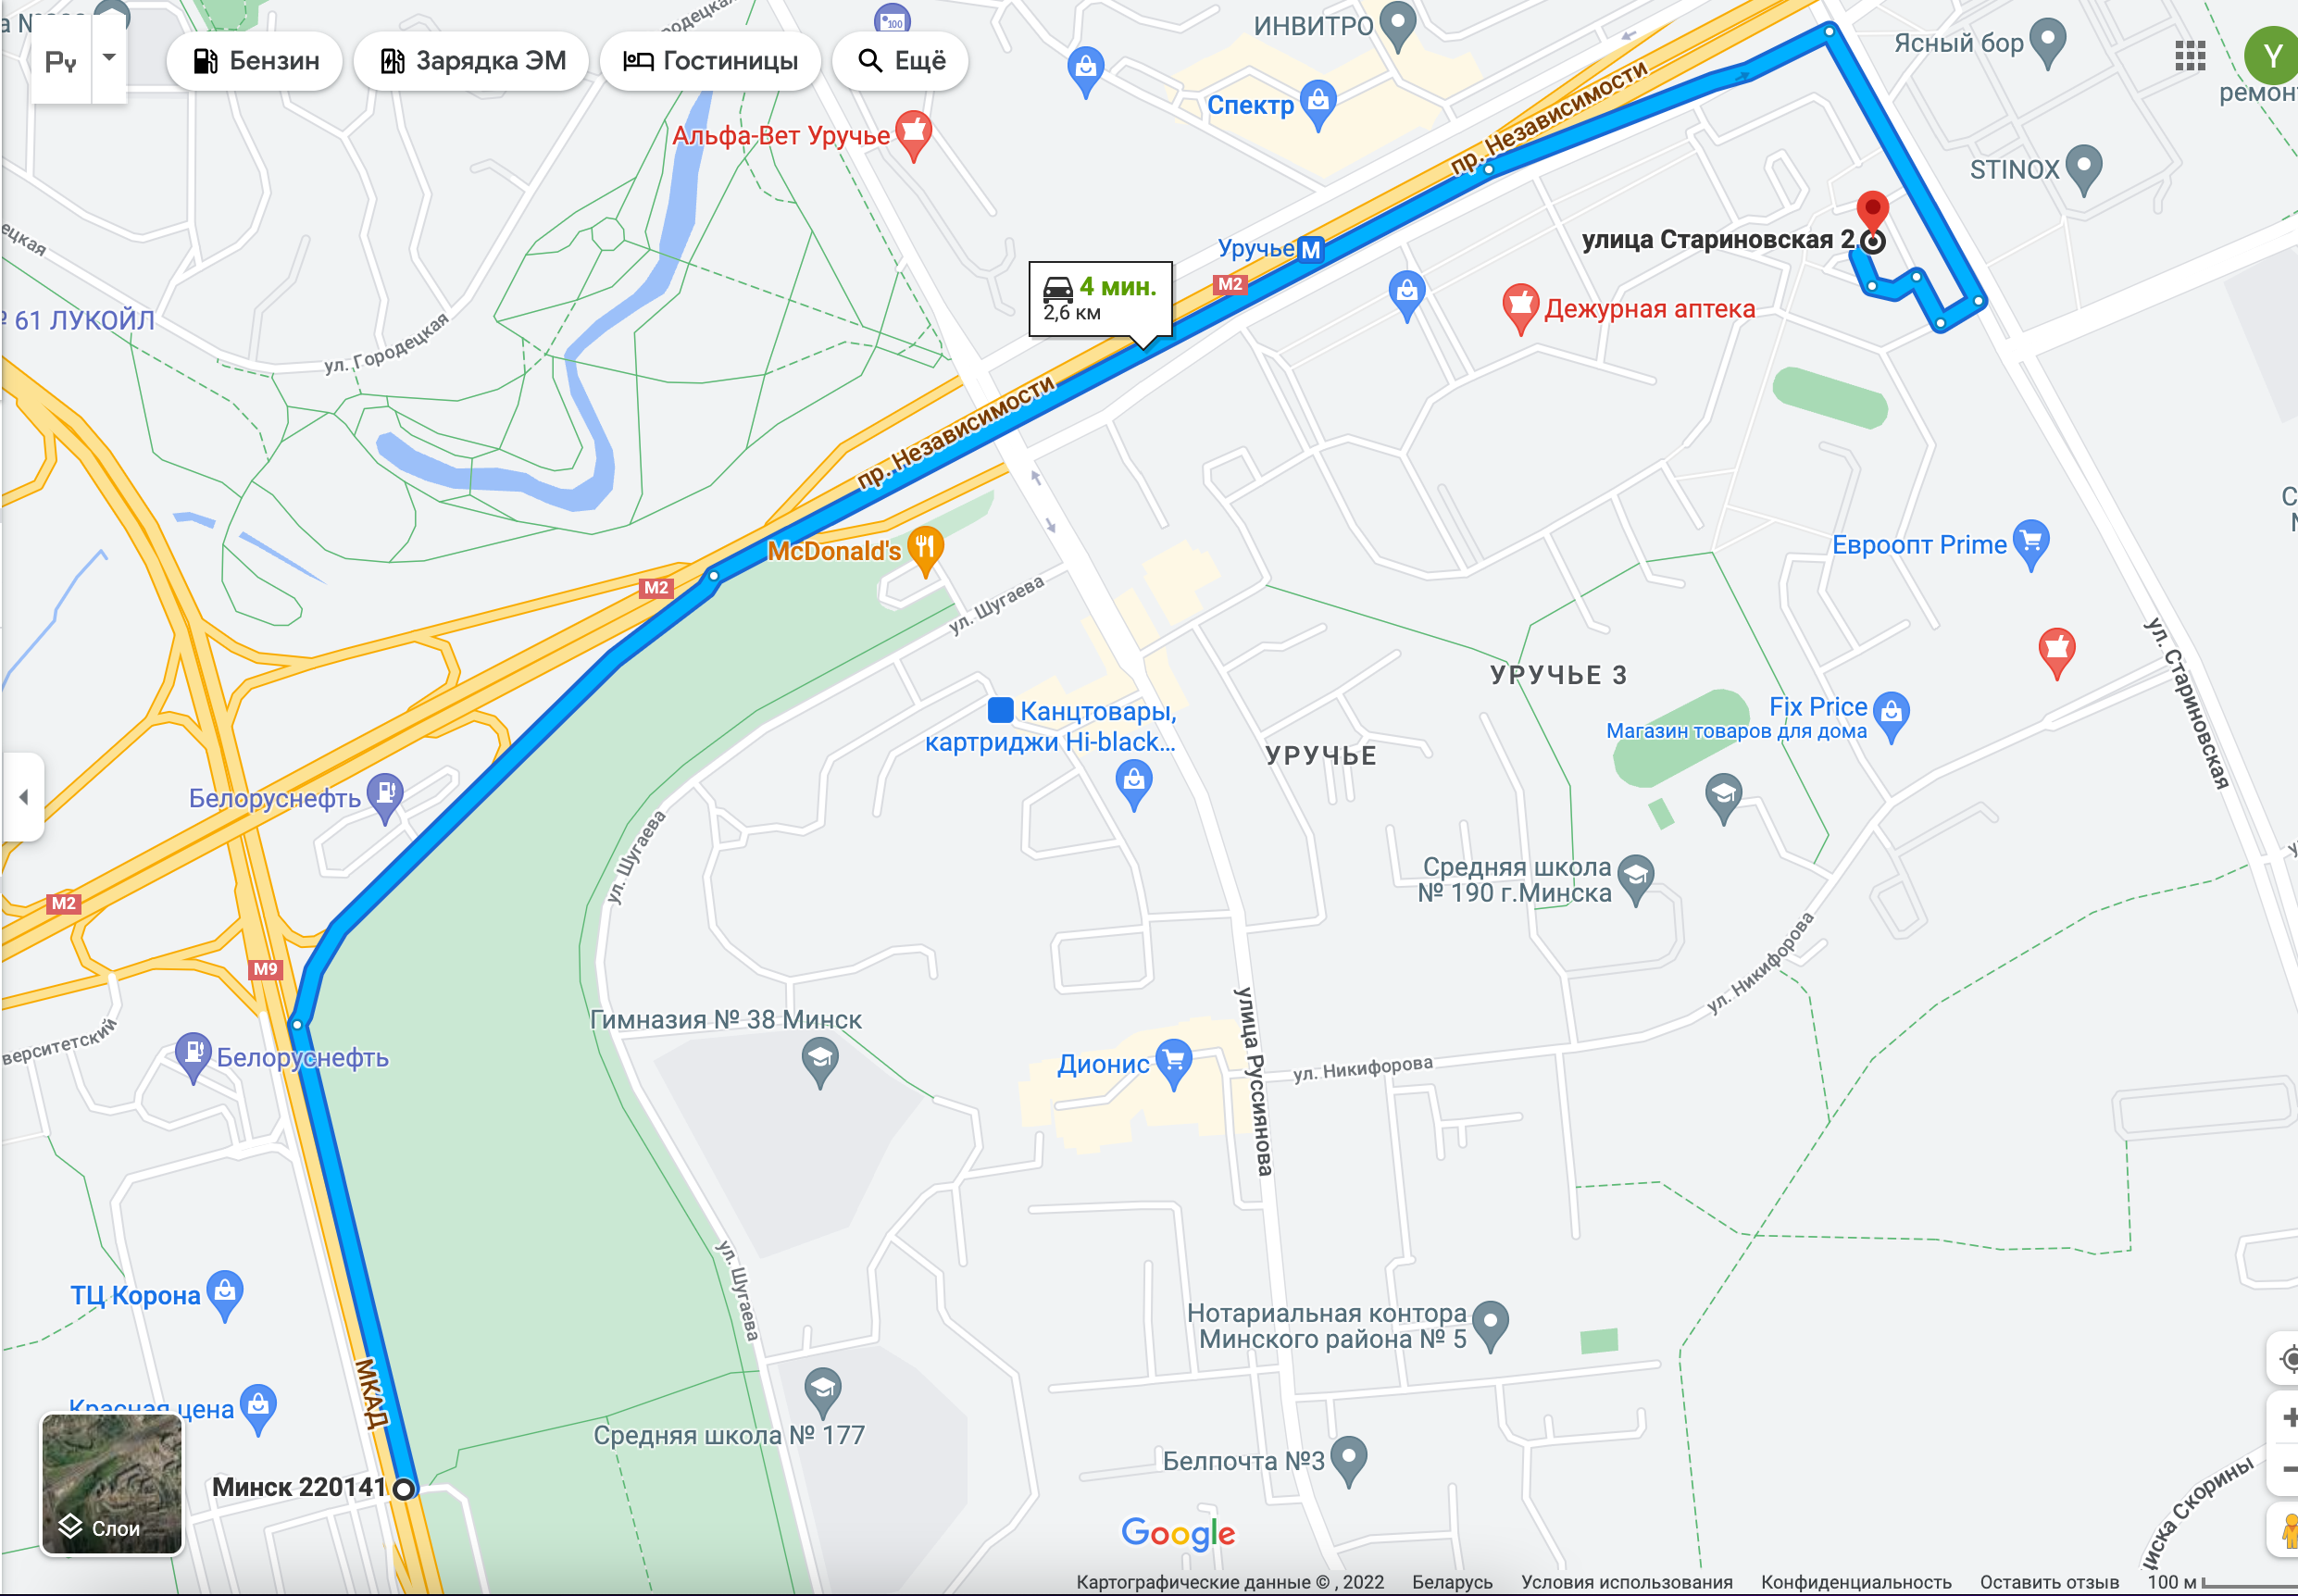 Ру
Бензин
Зарядка ЭМ
Гостиницы
Ещё
100
ИНВИТРО
Ясный бор
Y
Спектр
Альфа-Вет Уручье
пр. Независимости
STINOX
улица Стариновская 2
Уручье
M
M2
4 мин.
2,6 км
Дежурная аптека
61 ЛУКОЙЛ
ул. Городецкая
пр. Независимости
McDonald's
M2
ул. Шугаева
Евроопт Prime
УРУЧЬЕ 3
Fix Price
Магазин товаров для дома
ул. Стариновская
Канцтовары,
картриджи Hi-black...
УРУЧЬЕ
Белоруснефть
ул. Шугаева
Средняя школа
№ 190 г.Минска
M2
M9
ул. Никифорова
Гимназия № 38 Минск
улица Руссиянова
Белоруснефть
Дионис
ул. Никифорова
ул. Шугаева
ТЦ Корона
Нотариальная контора
Минского района № 5
МКАД
Красная цена
Средняя школа № 177
Белпочта №3
Минск 220141
Слои
Скорины
Google
Картографические данные © , 2022
Беларусь
Условия использования
Конфиденциальность
Оставить отзыв
100 м